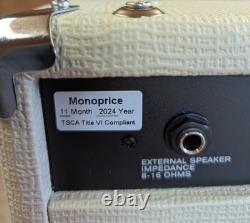 Monoprice
11 Month 2024 Year
TSCA Title VI Compliant
EXTERNAL SPEAKER
IMPEDANCE
8-16 OHMS